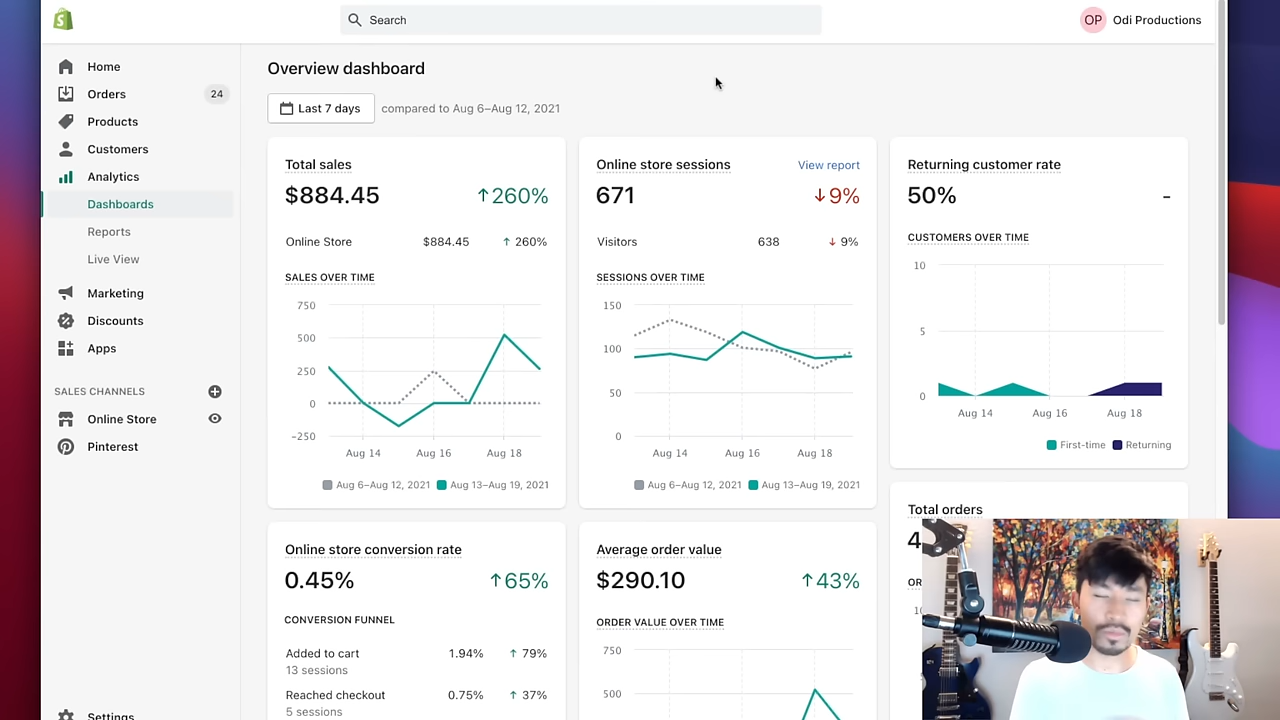 Search
OP Odi Productions
Home
Orders 24
Products
Customers
Analytics
Dashboards
Reports
Live View
Marketing
Discounts
Apps
SALES CHANNELS
Online Store
Pinterest
Settings
Overview dashboard
Last 7 days compared to Aug 6–Aug 12, 2021
Total sales
$884.45 ↑260%
Online Store $884.45 ↑ 260%
SALES OVER TIME
750
500
250
0
−250
Aug 14 Aug 16 Aug 18
Aug 6–Aug 12, 2021 Aug 13–Aug 19, 2021
Online store sessions View report
671 ↓9%
Visitors 638 ↓ 9%
SESSIONS OVER TIME
150
100
50
0
Aug 14 Aug 16 Aug 18
Aug 6–Aug 12, 2021 Aug 13–Aug 19, 2021
Returning customer rate
50% -
CUSTOMERS OVER TIME
10
5
0
Aug 14 Aug 16 Aug 18
First-time Returning
Online store conversion rate
0.45% ↑65%
CONVERSION FUNNEL
Added to cart 1.94% ↑ 79%
13 sessions
Reached checkout 0.75% ↑ 37%
5 sessions
Average order value
$290.10 ↑43%
ORDER VALUE OVER TIME
750
500
Total orders
4